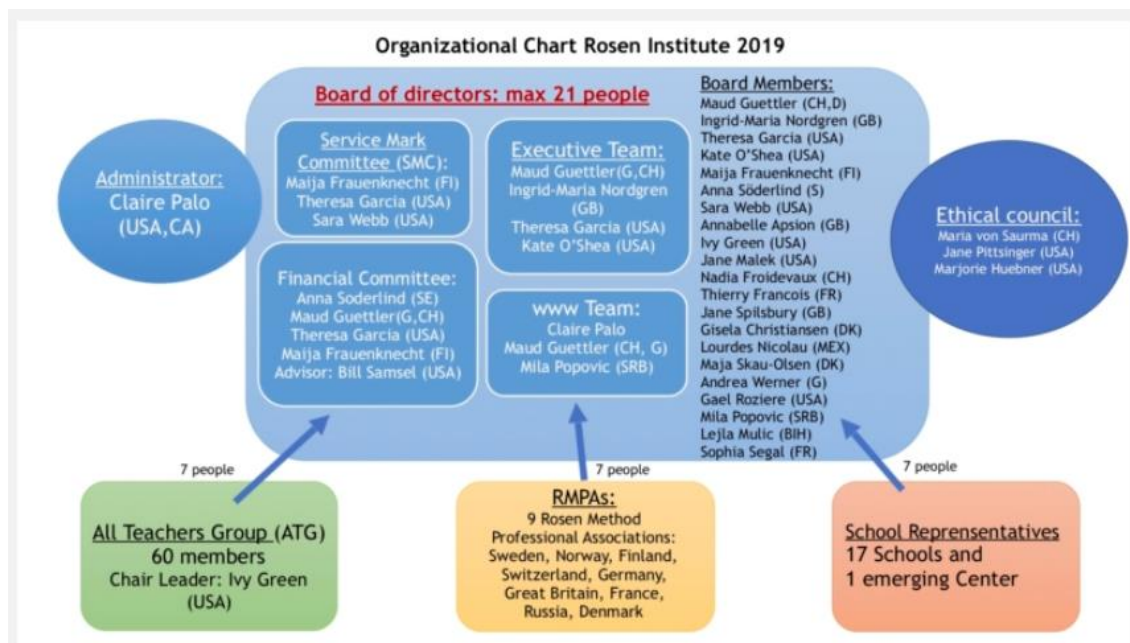 Organizational Chart Rosen Institute 2019
Board of directors: max 21 people
Administrator:
Claire Palo
(USA,CA)
Service Mark
Committee (SMC):
Maija Frauenknecht (FI)
Theresa Garcia (USA)
Sara Webb (USA)
Executive Team:
Maud Guettler(G,CH)
Ingrid-Maria Nordgren
(GB)
Theresa Garcia (USA)
Kate O'Shea (USA)
Financial Committee:
Anna Soderlind (SE)
Maud Guettler(G,CH)
Theresa Garcia (USA)
Maija Frauenknecht (FI)
Advisor: Bill Samsel (USA)
www Team:
Claire Palo
Maud Guettler (CH, G)
Mila Popovic (SRB)
Board Members:
Maud Guettler (CH,D)
Ingrid-Maria Nordgren (GB)
Theresa Garcia (USA)
Kate O'Shea (USA)
Maija Frauenknecht (FI)
Anna Söderlind (S)
Sara Webb (USA)
Annabelle Apsion (GB)
Ivy Green (USA)
Jane Malek (USA)
Nadia Froidevaux (CH)
Thierry Francois (FR)
Jane Spilsbury (GB)
Gisela Christiansen (DK)
Lourdes Nicolau (MEX)
Maja Skau-Olsen (DK)
Andrea Werner (G)
Gael Roziere (USA)
Mila Popovic (SRB)
Lejla Mulic (BIH)
Sophia Segal (FR)
Ethical council:
Maria von Saurma (CH)
Jane Pittsinger (USA)
Marjorie Huebner (USA)
7 people
7 people
7 people
All Teachers Group (ATG)
60 members
Chair Leader: Ivy Green
(USA)
RMPAs:
9 Rosen Method
Professional Associations:
Sweden, Norway, Finland,
Switzerland, Germany,
Great Britain, France,
Russia, Denmark
School Reprensentatives
17 Schools and
1 emerging Center